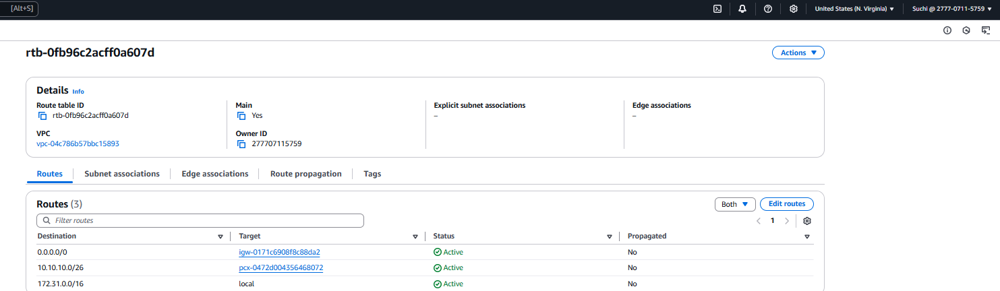 [Alt+S] United States (N. Virginia) ▼ Suchi @ 2777-0711-5759 ▼
rtb-0fb96c2acff0a607d Actions ▼
Details Info
Route table ID Main Explicit subnet associations Edge associations
rtb-0fb96c2acff0a607d Yes – –
VPC Owner ID
vpc-04c786b57bbc15893 277707115759
Routes Subnet associations Edge associations Route propagation Tags
Routes (3) Both ▼ Edit routes
Filter routes 1
Destination Target Status Propagated
0.0.0.0/0 igw-0171c6908f8c88da2 Active No
10.10.10.0/26 pcx-0472d004356468072 Active No
172.31.0.0/16 local Active No